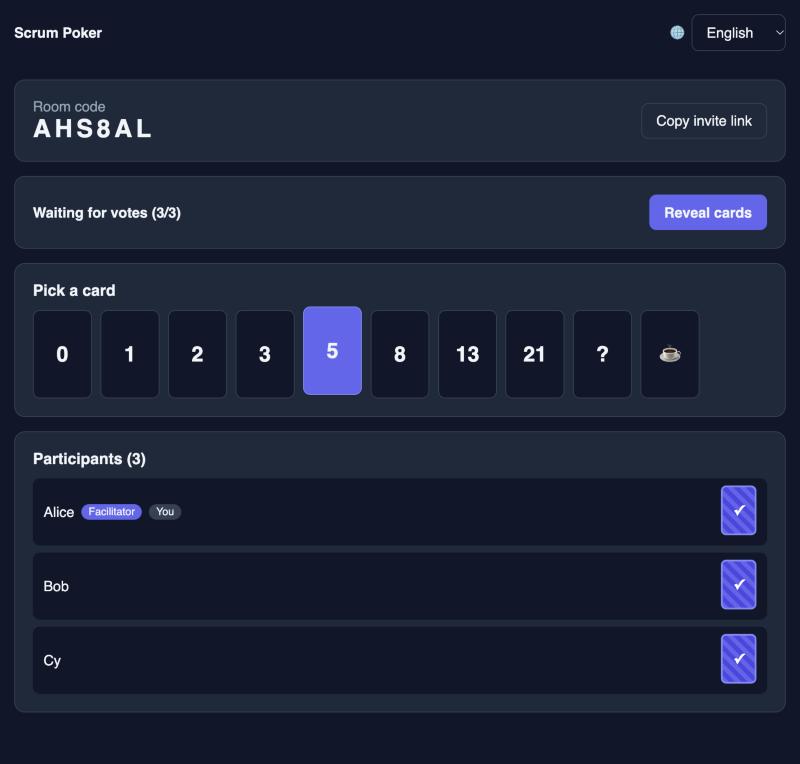 Scrum Poker
English
Room code
AHS8AL
Copy invite link
Waiting for votes (3/3)
Reveal cards
Pick a card
0 1 2 3 5 8 13 21 ?
Participants (3)
Alice Facilitator You
Bob
Cy